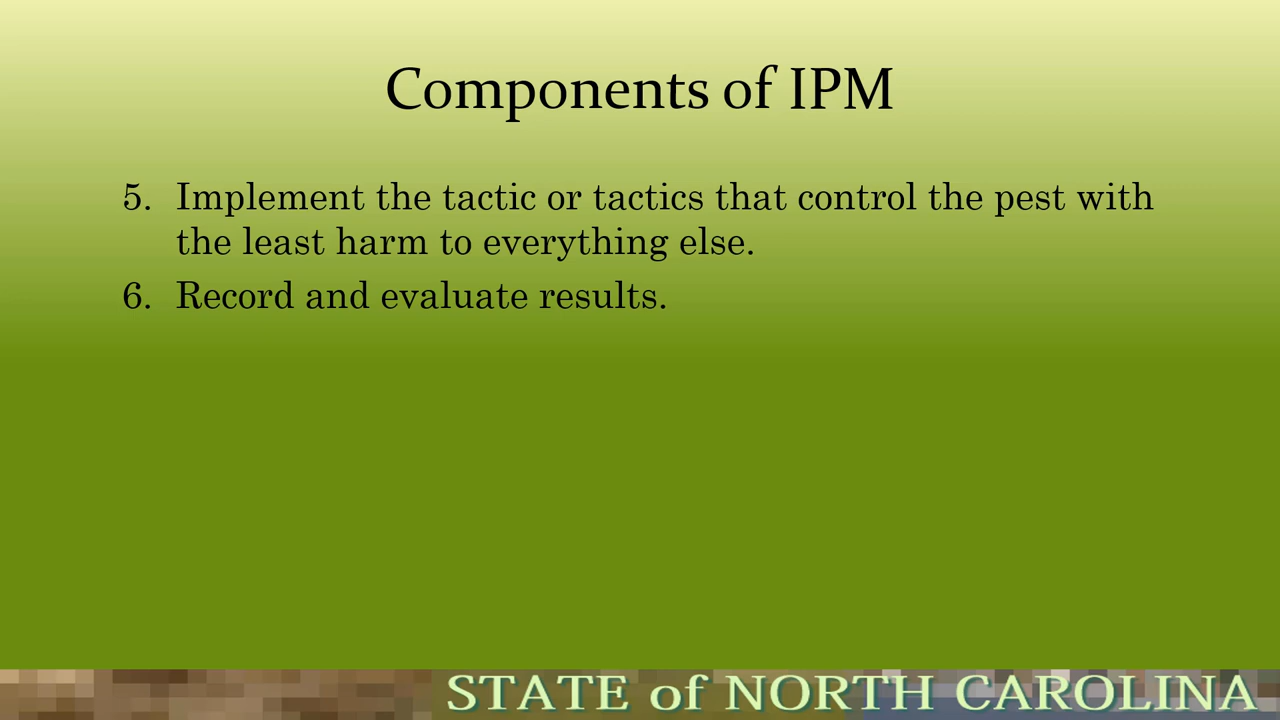 Components of IPM
5. Implement the tactic or tactics that control the pest with
the least harm to everything else.
6. Record and evaluate results.
STATE of NORTH CAROLINA